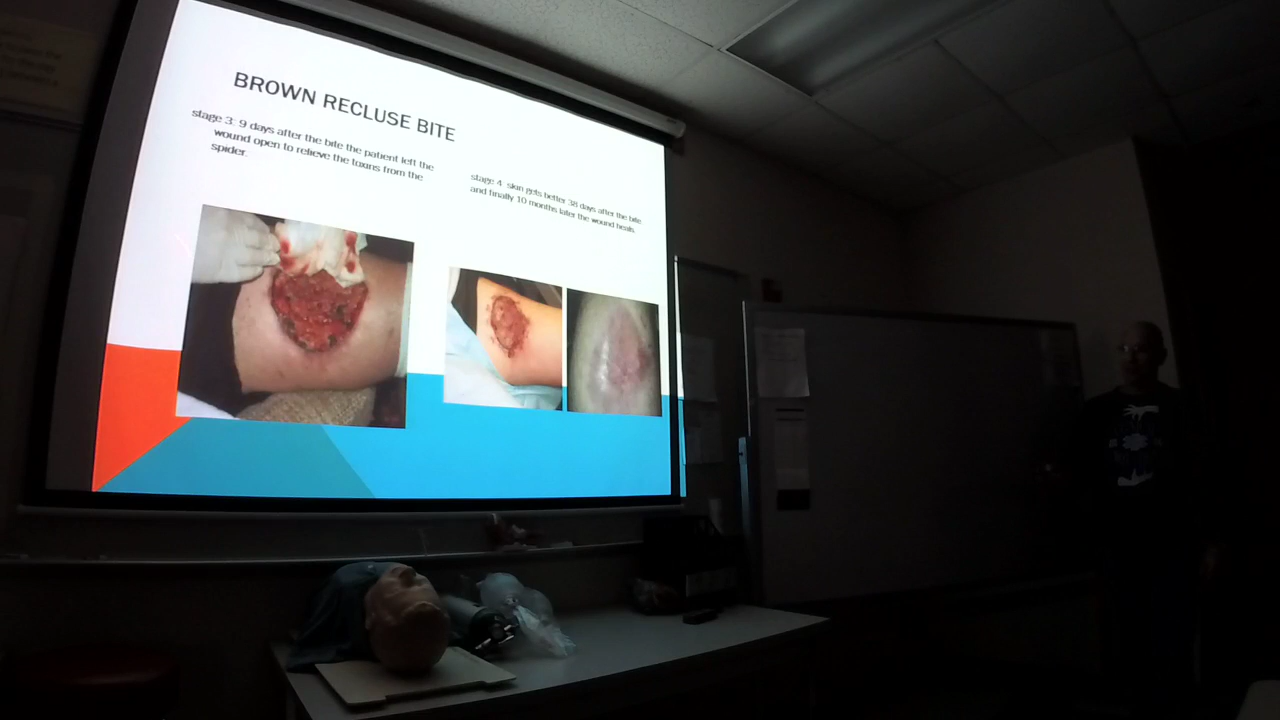 BROWN RECLUSE BITE
stage 3: 9 days after the bite the patient left the
wound open to relieve the toxins from the
spider.
stage 4 skin gets better 38 days after the bite
and finally 10 months later the wound heals.